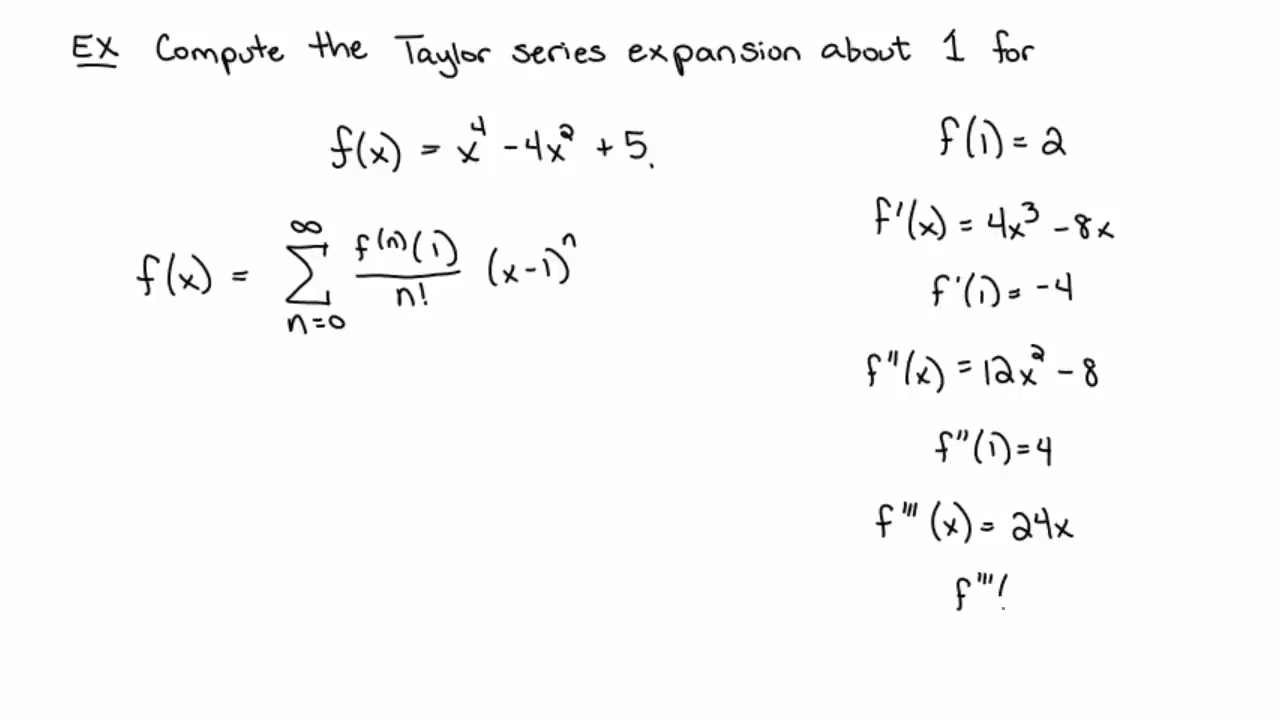 EX Compute the Taylor series expansion about 1 for
f(x) = x⁴ - 4x² + 5.
f(x) = ∞ Σ n=0 f⁽ⁿ⁾(1) / n! (x-1)ⁿ
f(1) = 2
f'(x) = 4x³ - 8x
f'(1) = -4
f''(x) = 12x² - 8
f''(1) = 4
f'''(x) = 24x
f'''(